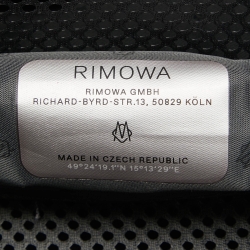 RIMOWA
RIMOWA GMBH
RICHARD-BYRD-STR.13, 50829 KÖLN
MADE IN CZECH REPUBLIC
49°24'19.1"N 15°13'29"E